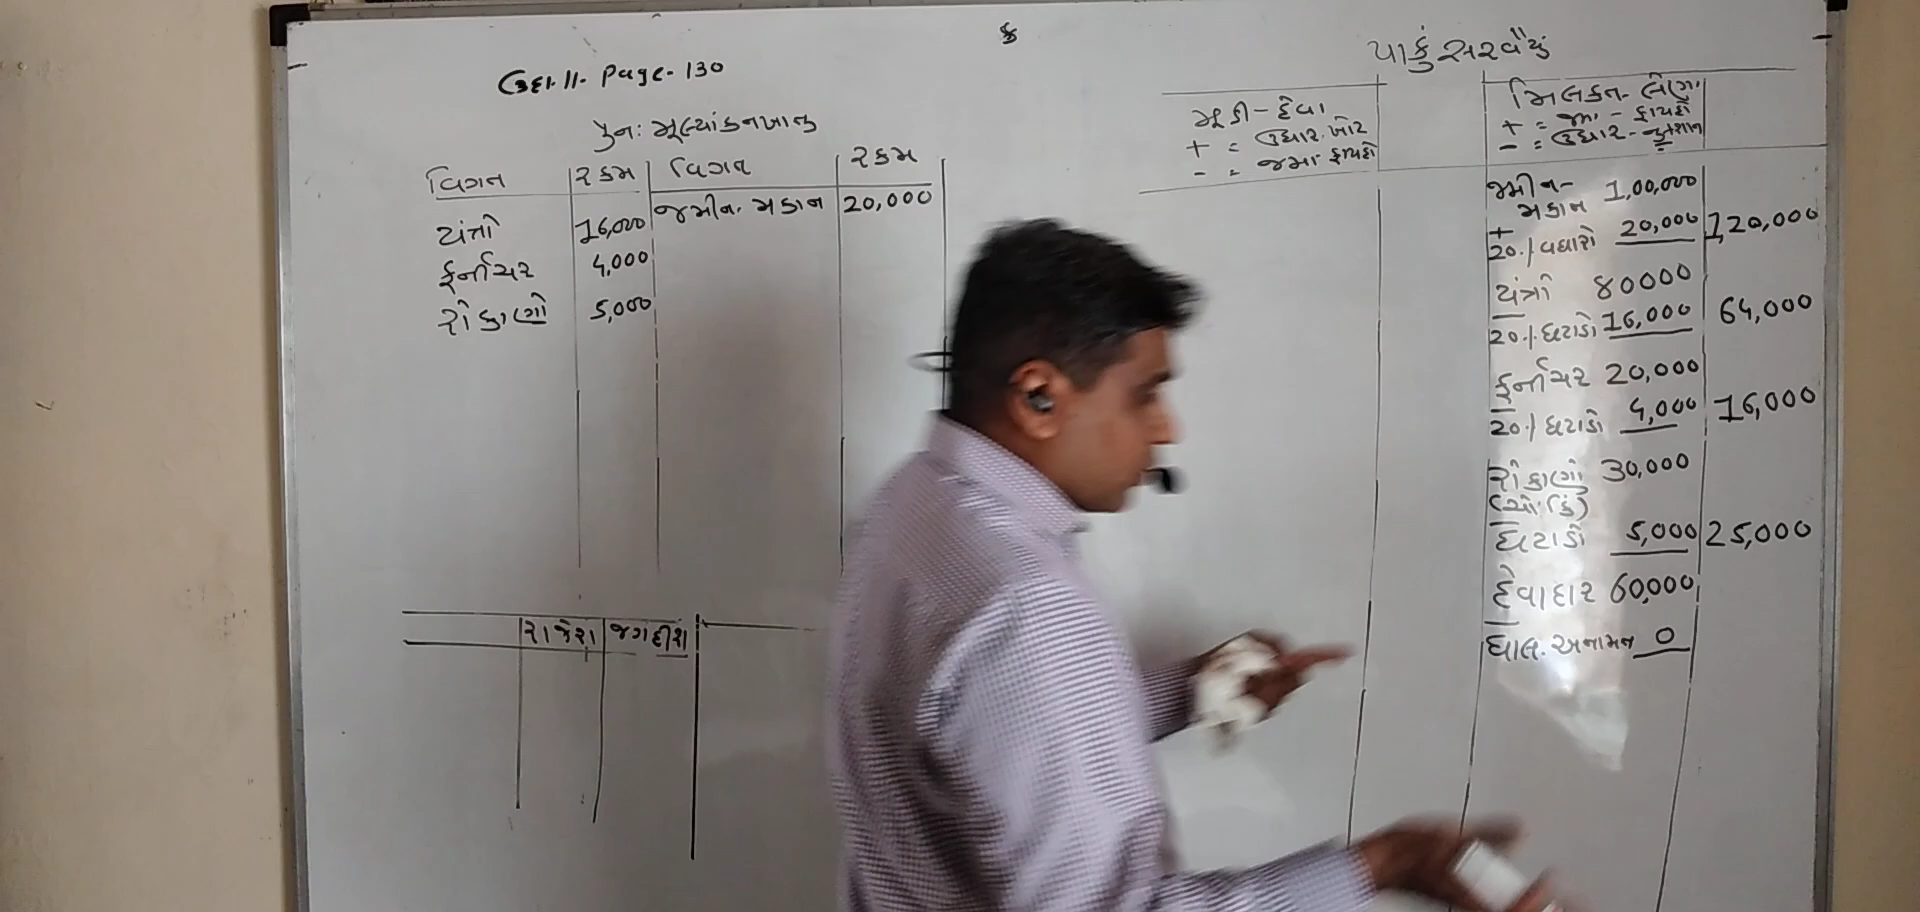 ઉદા.11. Page-130
પુન: મૂલ્યાંકનખાતુ
વિગત રકમ વિગત રકમ
યંત્રો 16,000 જમીન. મકાન 20,000
ફર્નીચર 4,000
રોકાણો 5,000
રાકેશ જગદીશ
પાકું સરવૈયું
મૂડી - દેવા
+ = ઉધાર. ખોટ
- = જમા ફાયદો
મિલકત - લેણા
+ = જમા - ફાયદો
- = ઉધાર - નુકશાન
જમીન- 1,00,000
મકાન
+
20./. વધારો 20,000 1,20,000
યંત્રો 80000
-
20./. ઘટાડો 16,000 64,000
ફર્નીચર 20,000
-
20./. ઘટાડો 4,000 16,000
રોકાણો 30,000
-
ઘટાડો 5,000 25,000
દેવાદાર 60,000
-
ઘાલ. અનામત 0